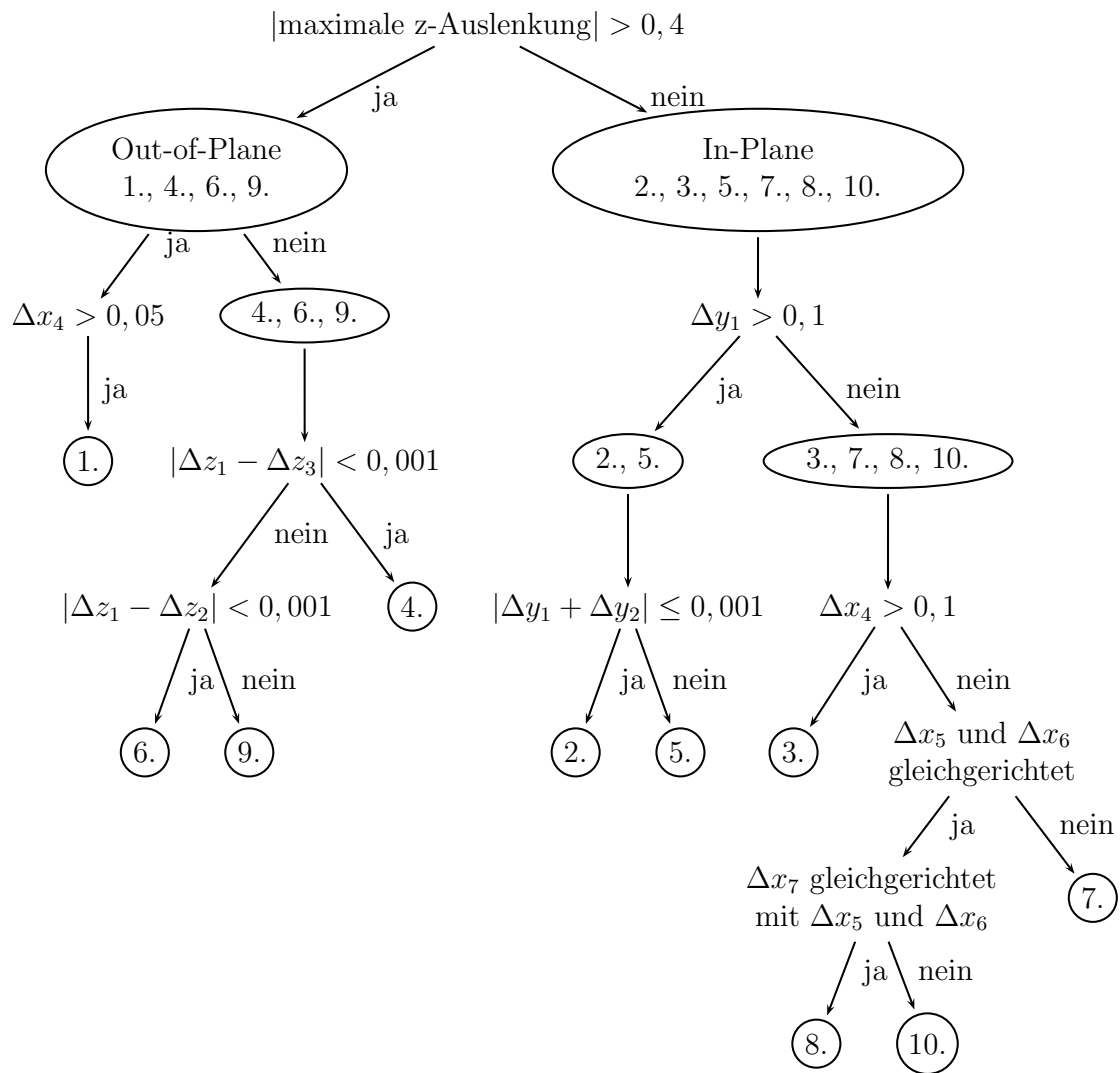 |maximale z-Auslenkung| > 0, 4
ja
nein
Out-of-Plane
1., 4., 6., 9.
In-Plane
2., 3., 5., 7., 8., 10.
ja
nein
Δx₄ > 0, 05
4., 6., 9.
Δy₁ > 0, 1
ja
ja
nein
1.
|Δz₁ − Δz₃| < 0, 001
2., 5.
3., 7., 8., 10.
nein
ja
|Δz₁ − Δz₂| < 0, 001
4.
|Δy₁ + Δy₂| ≤ 0, 001
Δx₄ > 0, 1
ja
nein
ja
nein
ja
nein
6.
9.
2.
5.
3.
Δx₅ und Δx₆
gleichgerichtet
ja
nein
Δx₇ gleichgerichtet
mit Δx₅ und Δx₆
7.
ja
nein
8.
10.